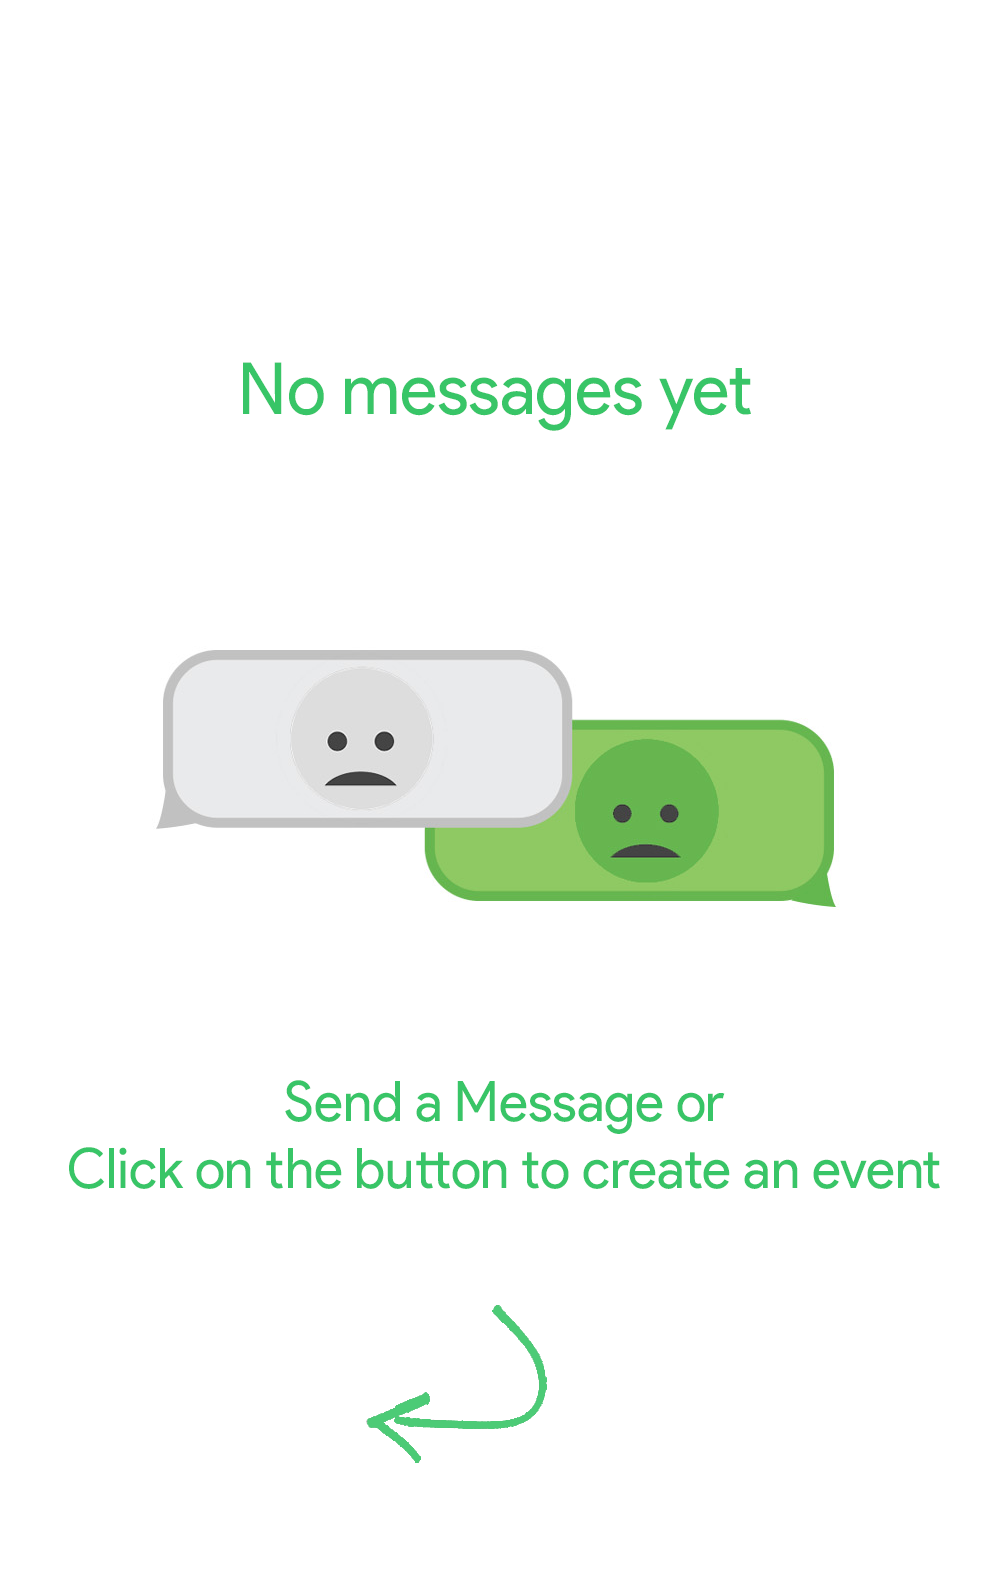 No messages yet
Send a Message or
Click on the button to create an event